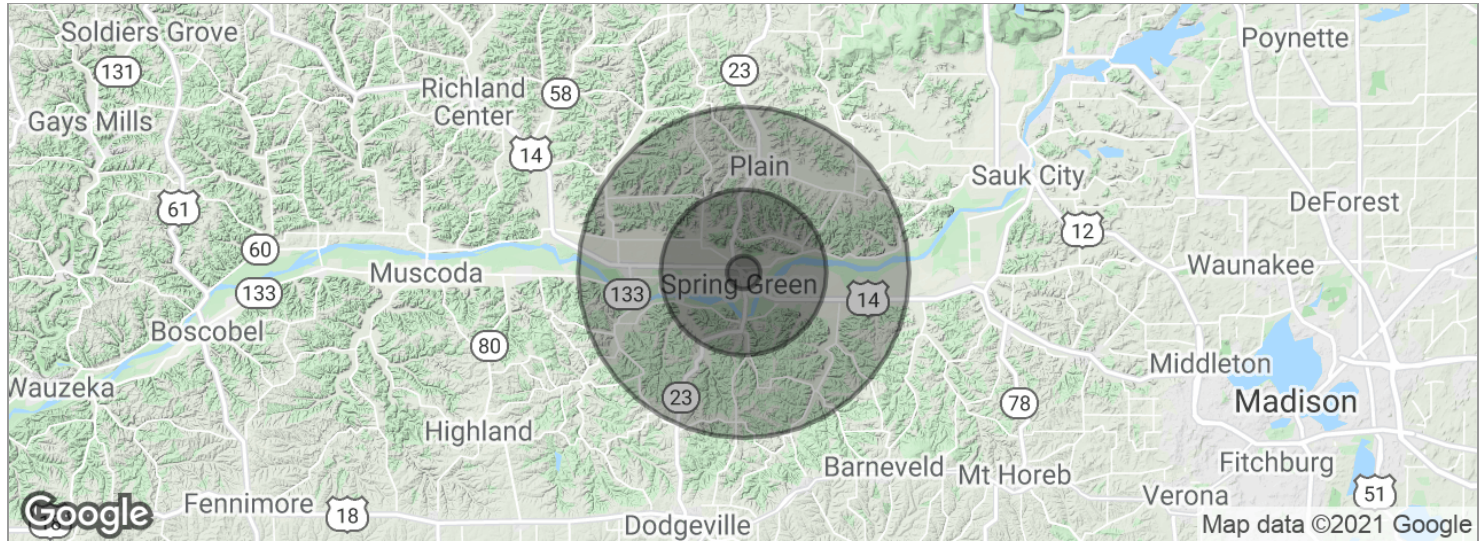 Soldiers Grove
Poynette
131
23
Richland
Center
58
Gays Mills
14
Plain
Sauk City
61
DeForest
12
60
Waunakee
Muscoda
133
133
Spring Green
14
Boscobel
80
Middleton
Wauzeka
23
78
Madison
Highland
Barneveld
Mt Horeb
Fitchburg
Verona
51
Fennimore
18
Dodgeville
Google
Map data ©2021 Google